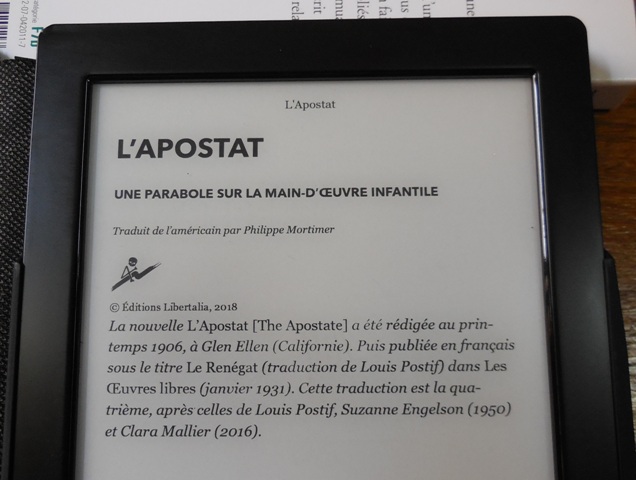 L'Apostat
L'APOSTAT
UNE PARABOLE SUR LA MAIN-D'ŒUVRE INFANTILE
Traduit de l'américain par Philippe Mortimer
© Éditions Libertalia, 2018
La nouvelle L'Apostat [The Apostate] a été rédigée au prin-
temps 1906, à Glen Ellen (Californie). Puis publiée en français
sous le titre Le Renégat (traduction de Louis Postif) dans Les
Œuvres libres (janvier 1931). Cette traduction est la qua-
trième, après celles de Louis Postif, Suzanne Engelson (1950)
et Clara Mallier (2016).